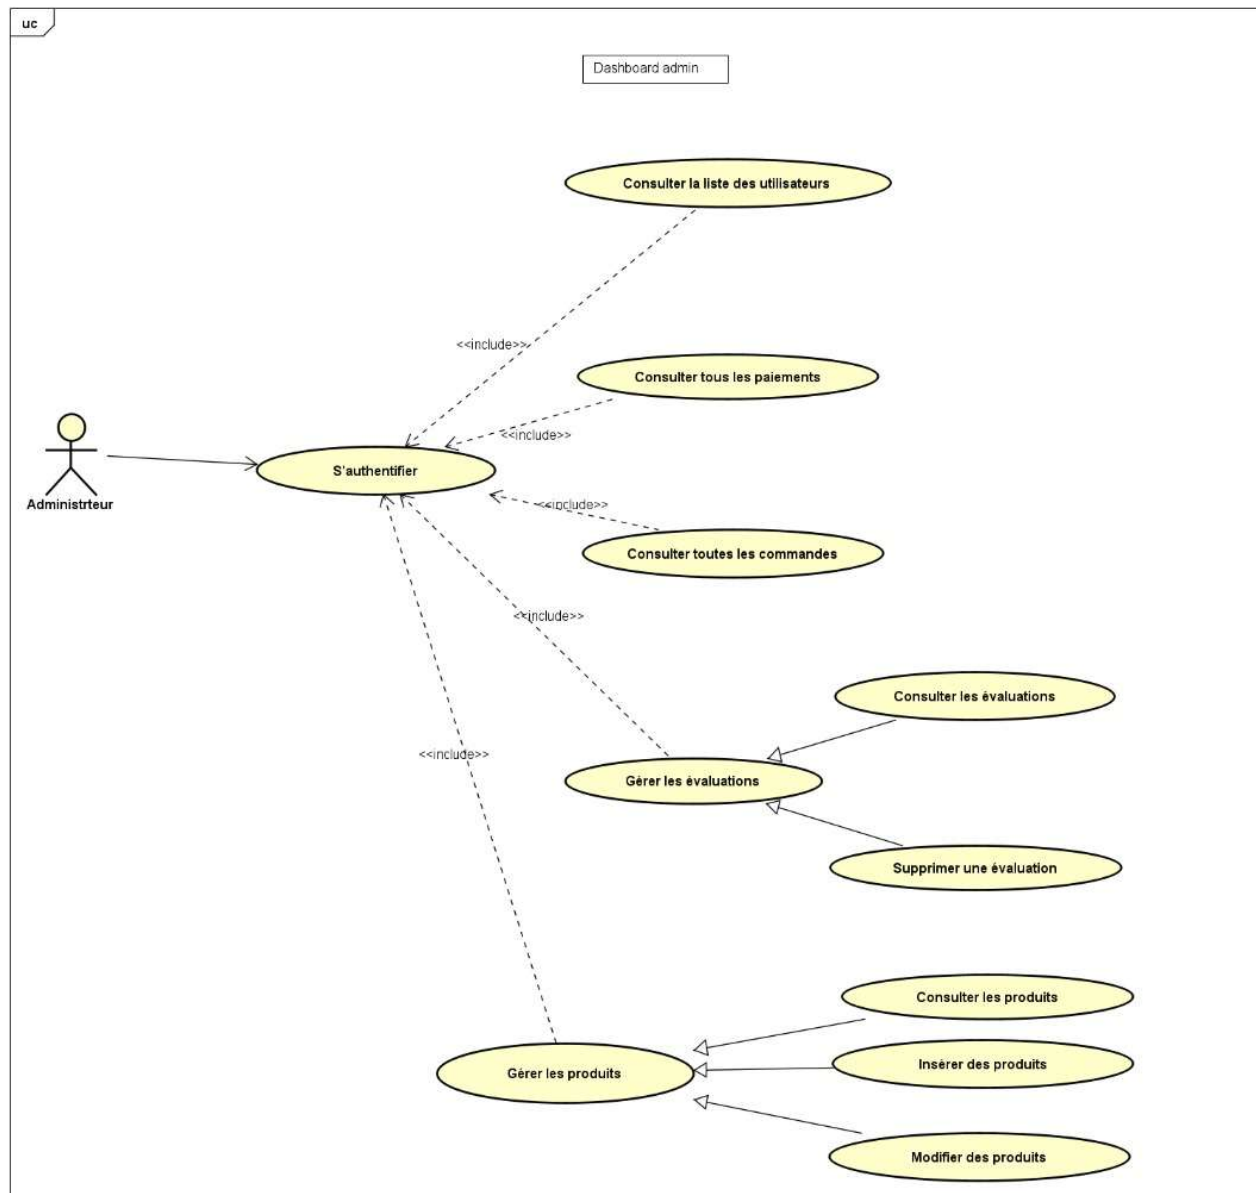 uc
Dashboard admin
Consulter la liste des utilisateurs
<<include>>
Consulter tous les paiements
<<include>>
S'authentifier
Administrteur
<<include>>
Consulter toutes les commandes
<<include>>
Consulter les évaluations
<<include>>
Gérer les évaluations
Supprimer une évaluation
Consulter les produits
Insérer des produits
Gérer les produits
Modifier des produits